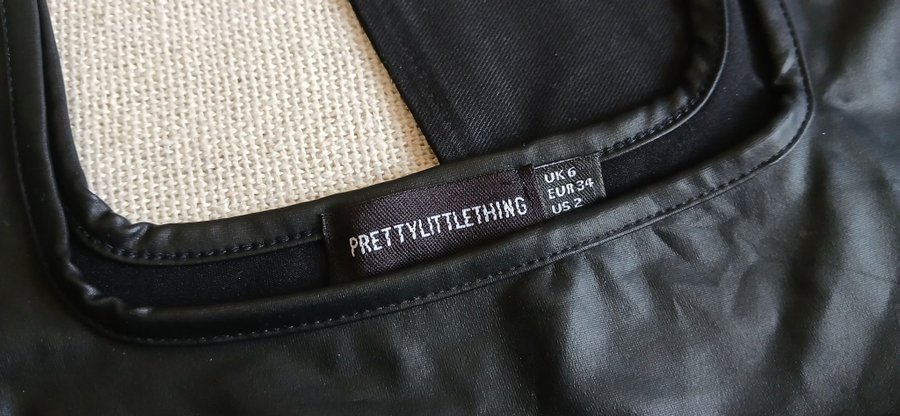 PRETTYLITTLETHING
UK 6
EUR 34
US 2